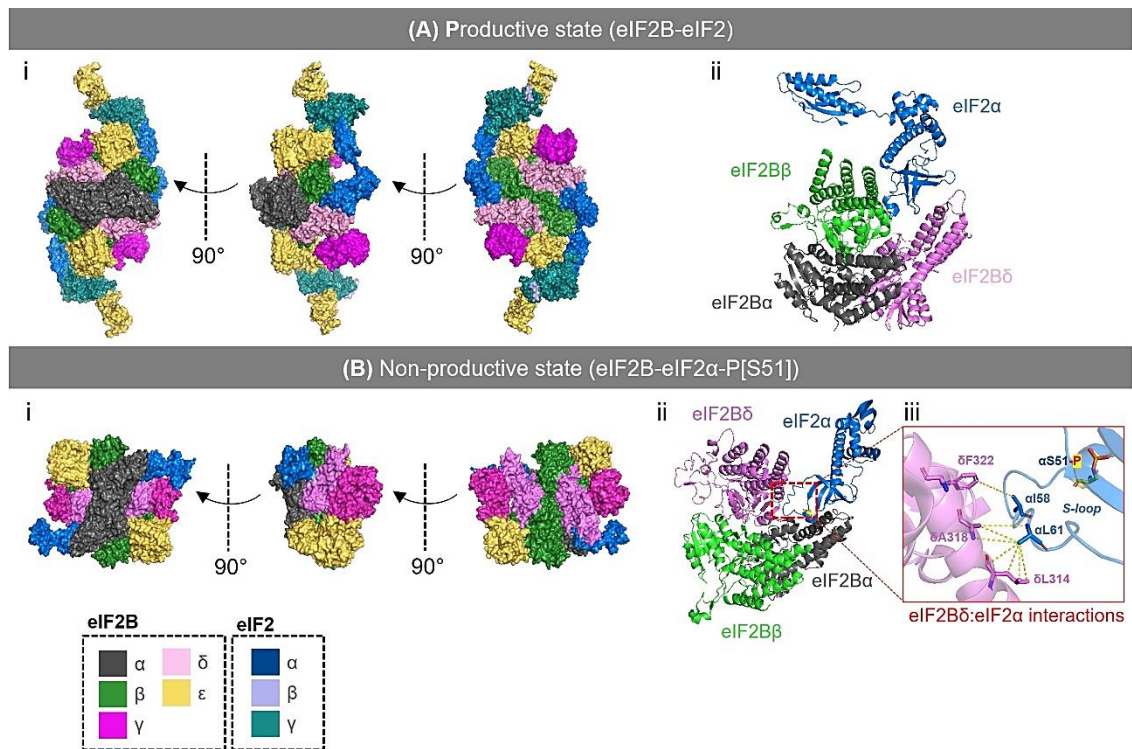 (A) Productive state (eIF2B-eIF2)
i
ii
90°
90°
eIF2α
eIF2Bβ
eIF2Bα
eIF2Bδ
(B) Non-productive state (eIF2B-eIF2α-P[S51])
i
ii
iii
90°
90°
eIF2Bδ
eIF2α
eIF2Bα
eIF2Bβ
αS51-P
δF322
αI58
S-loop
αL61
δA318
δL314
eIF2Bδ:eIF2α interactions
eIF2B
α
δ
β
ε
γ
eIF2
α
β
γ